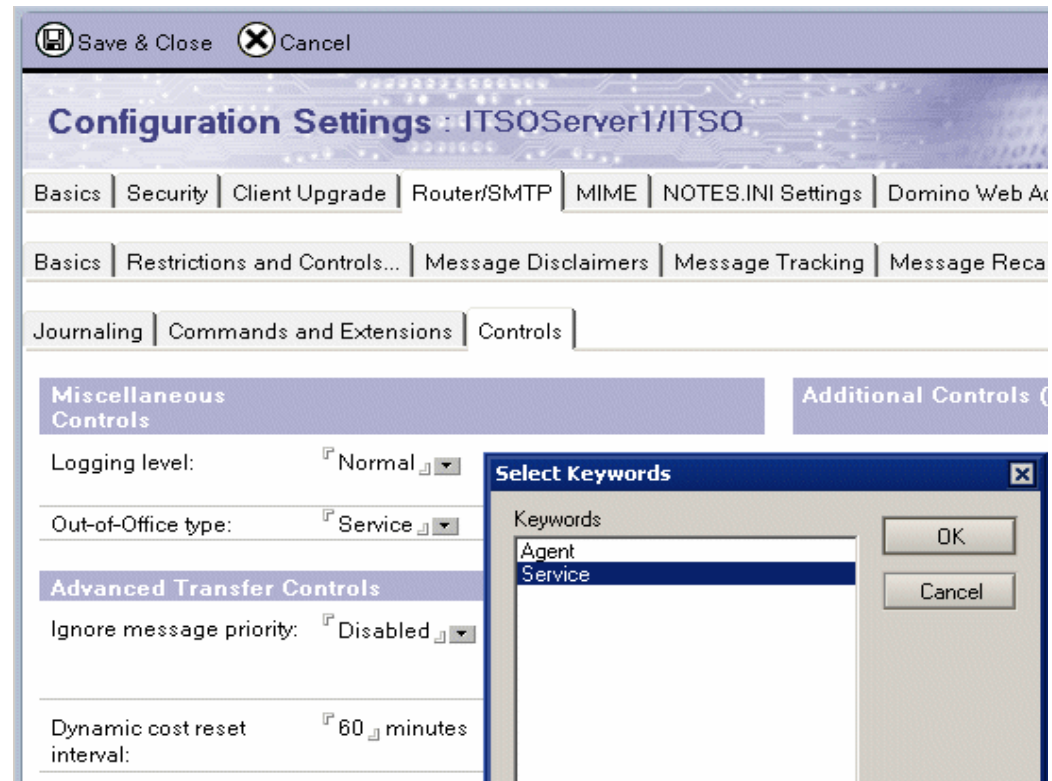 Save & Close Cancel
Configuration Settings : ITSOServer1/ITSO
Basics Security Client Upgrade Router/SMTP MIME NOTES.INI Settings Domino Web
Basics Restrictions and Controls... Message Disclaimers Message Tracking Message
Journaling Commands and Extensions Controls
Miscellaneous
Controls
Additional Controls (
Logging level: Normal
Out-of-Office type: Service
Advanced Transfer Controls
Ignore message priority: Disabled
Dynamic cost reset
interval:
60 minutes
Select Keywords
Keywords
Agent
Service
OK
Cancel